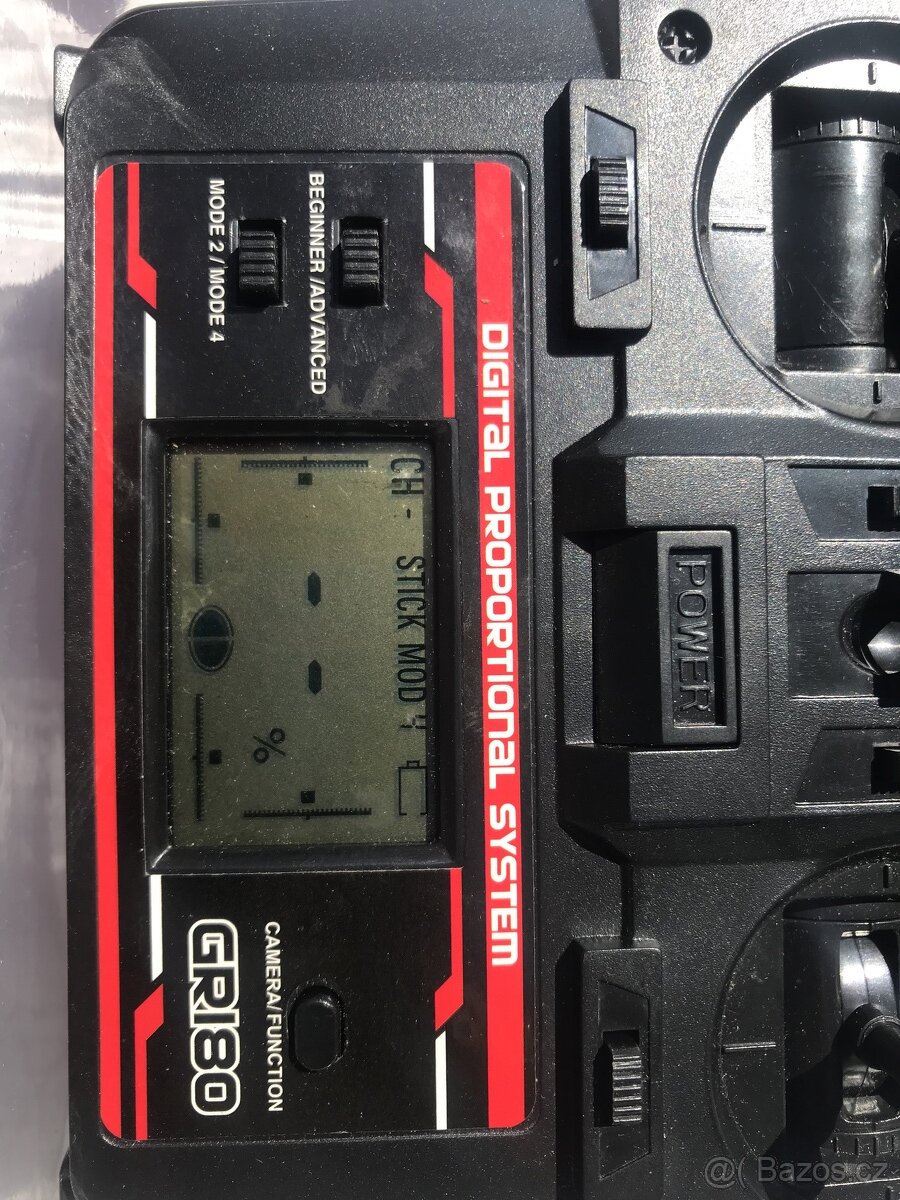 POWER
DIGITAL PROPORTIONAL SYSTEM
BEGINNER/ADVANCED
MODE 2/MODE 4
CH: STICK MOD 4
%
CAMERA/FUNCTION
GR180
@( Bazos.cz